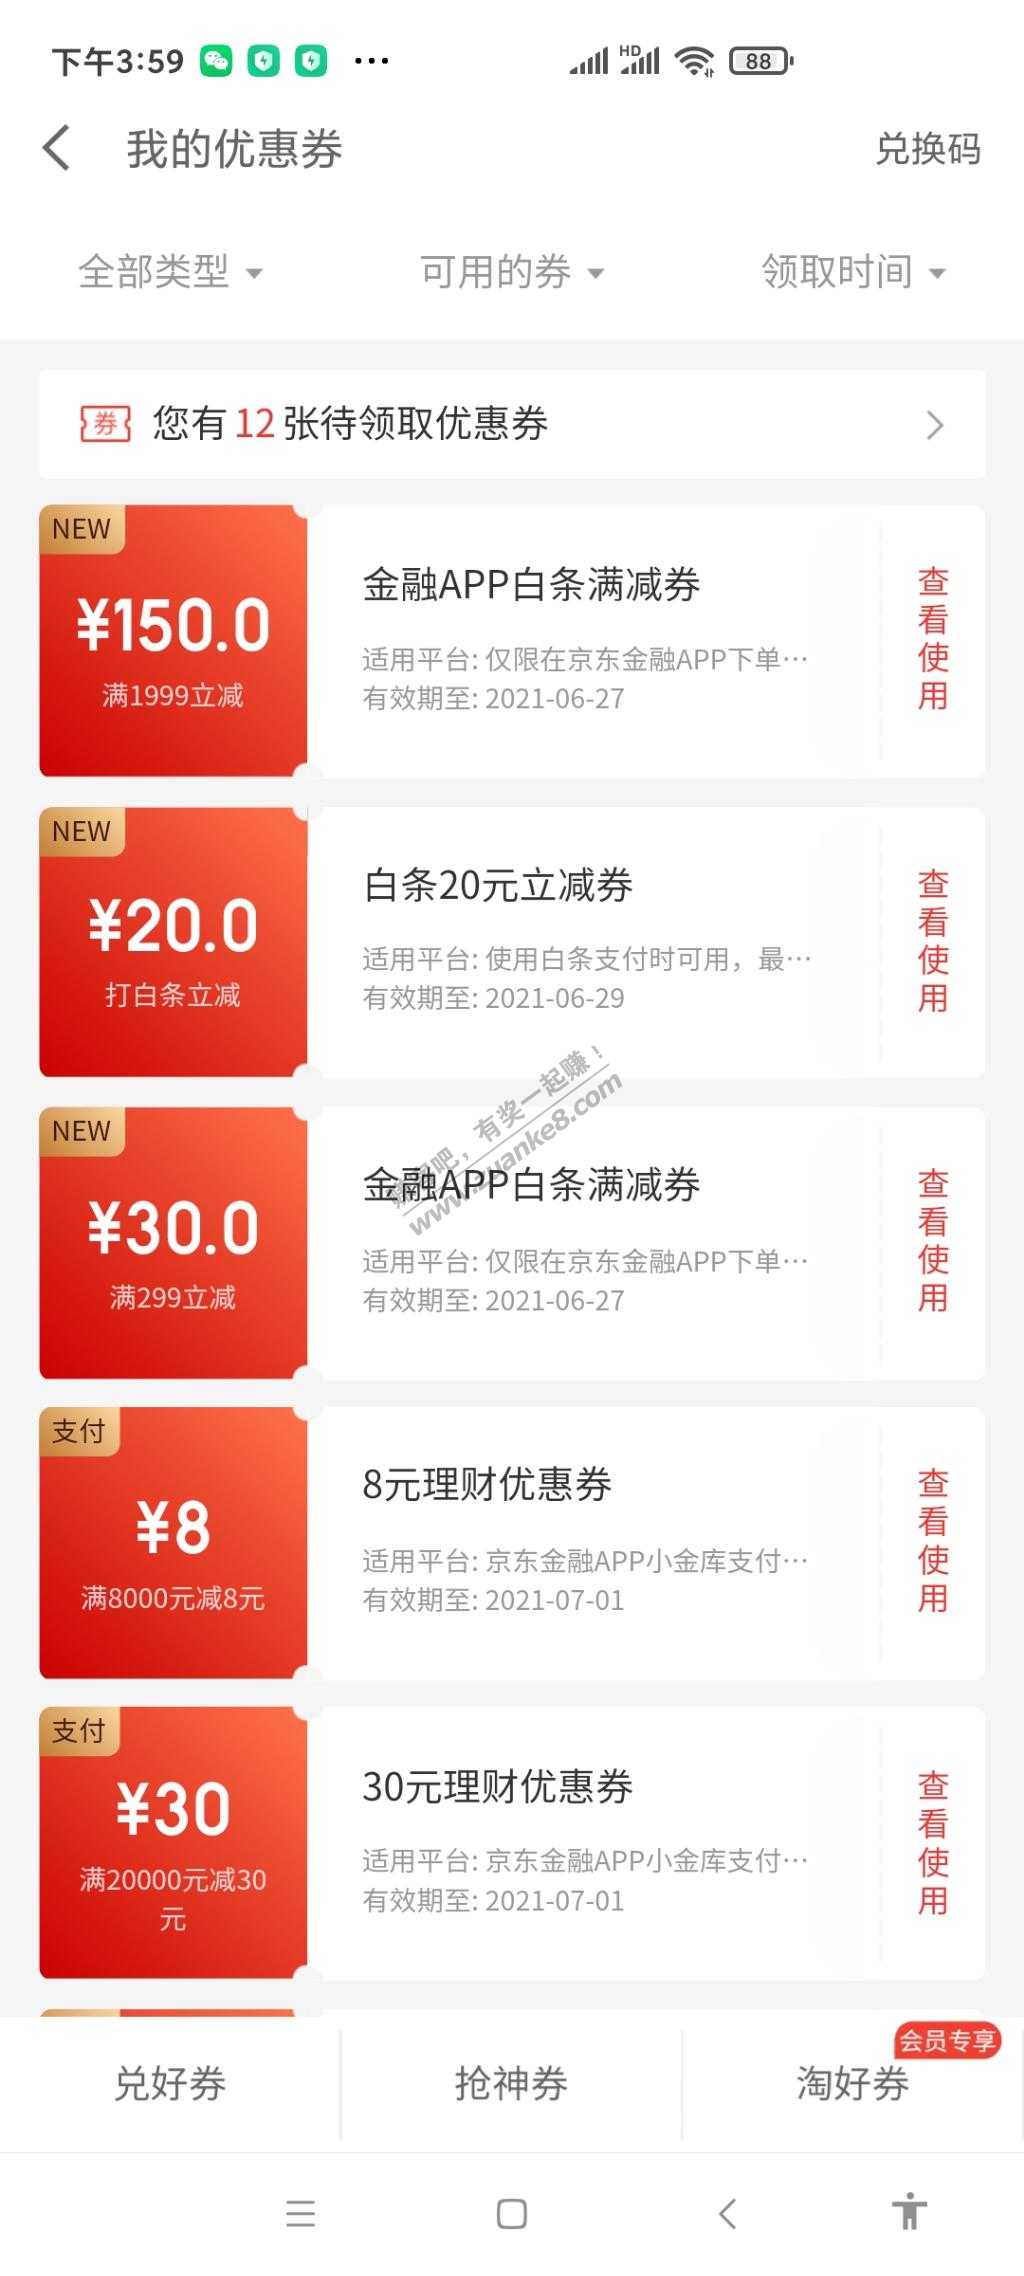 下午3:59 HD 88
我的优惠券 兑换码
全部类型 可用的券 领取时间
券 您有12张待领取优惠券
NEW
¥150.0
满1999立减
金融APP白条满减券
适用平台: 仅限在京东金融APP下单…
有效期至: 2021-06-27
查看使用
NEW
¥20.0
打白条立减
白条20元立减券
适用平台: 使用白条支付时可用，最…
有效期至: 2021-06-29
查看使用
赚客吧，有奖一起赚！
www.zuanke8.com
NEW
¥30.0
满299立减
金融APP白条满减券
适用平台: 仅限在京东金融APP下单…
有效期至: 2021-06-27
查看使用
支付
¥8
满8000元减8元
8元理财优惠券
适用平台: 京东金融APP小金库支付…
有效期至: 2021-07-01
查看使用
支付
¥30
满20000元减30
元
30元理财优惠券
适用平台: 京东金融APP小金库支付…
有效期至: 2021-07-01
查看使用
会员专享
兑好券 抢神券 淘好券